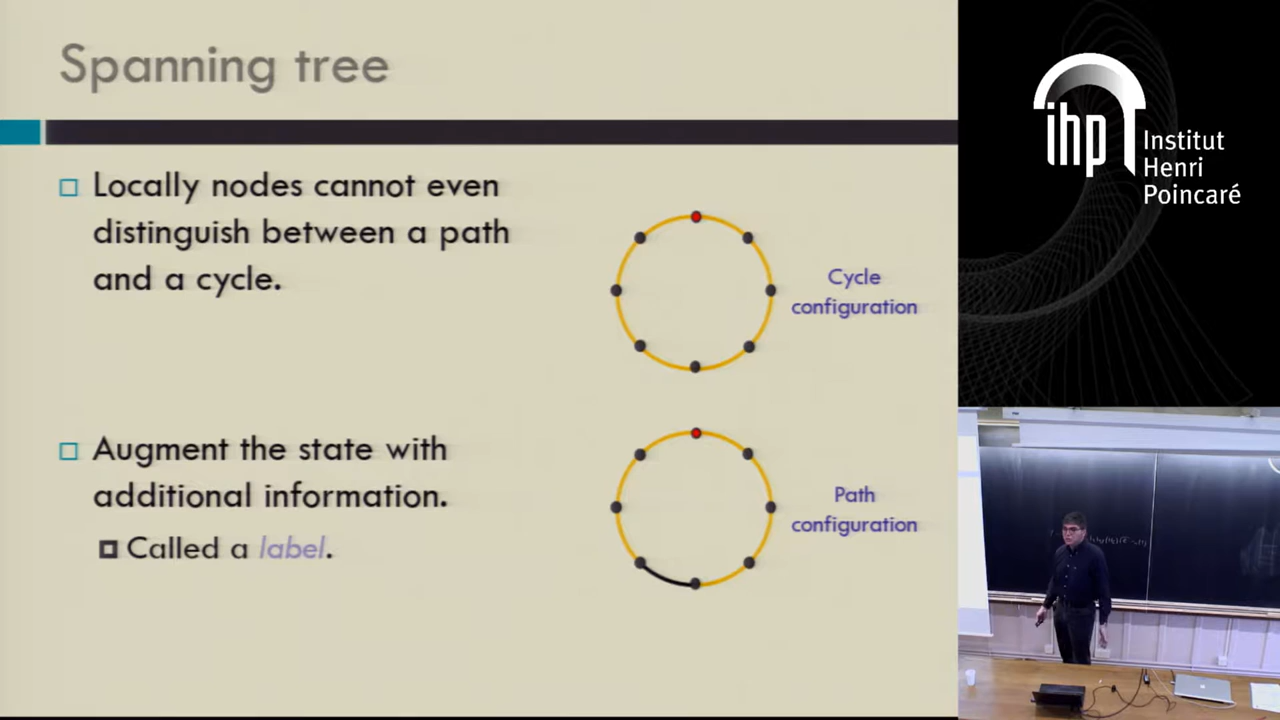 Spanning tree
Locally nodes cannot even
distinguish between a path
and a cycle.
Cycle
configuration
Augment the state with
additional information.
Called a label.
Path
configuration
ihp
Institut
Henri
Poincaré